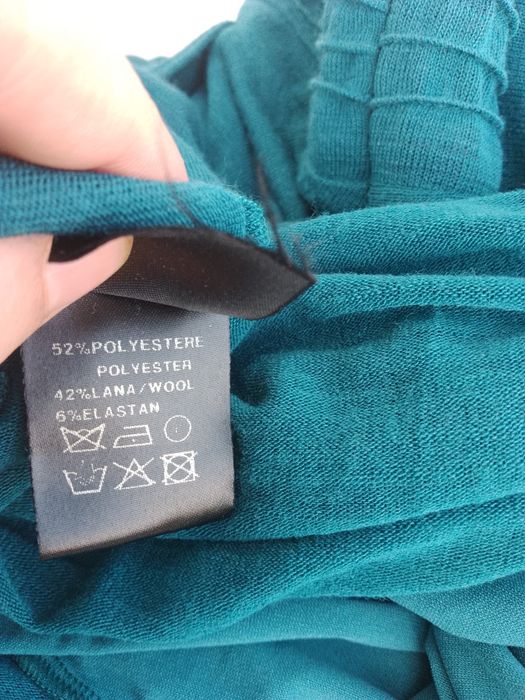 52%POLYESTERE
POLYESTER
42%LANA/WOOL
6%ELASTAN